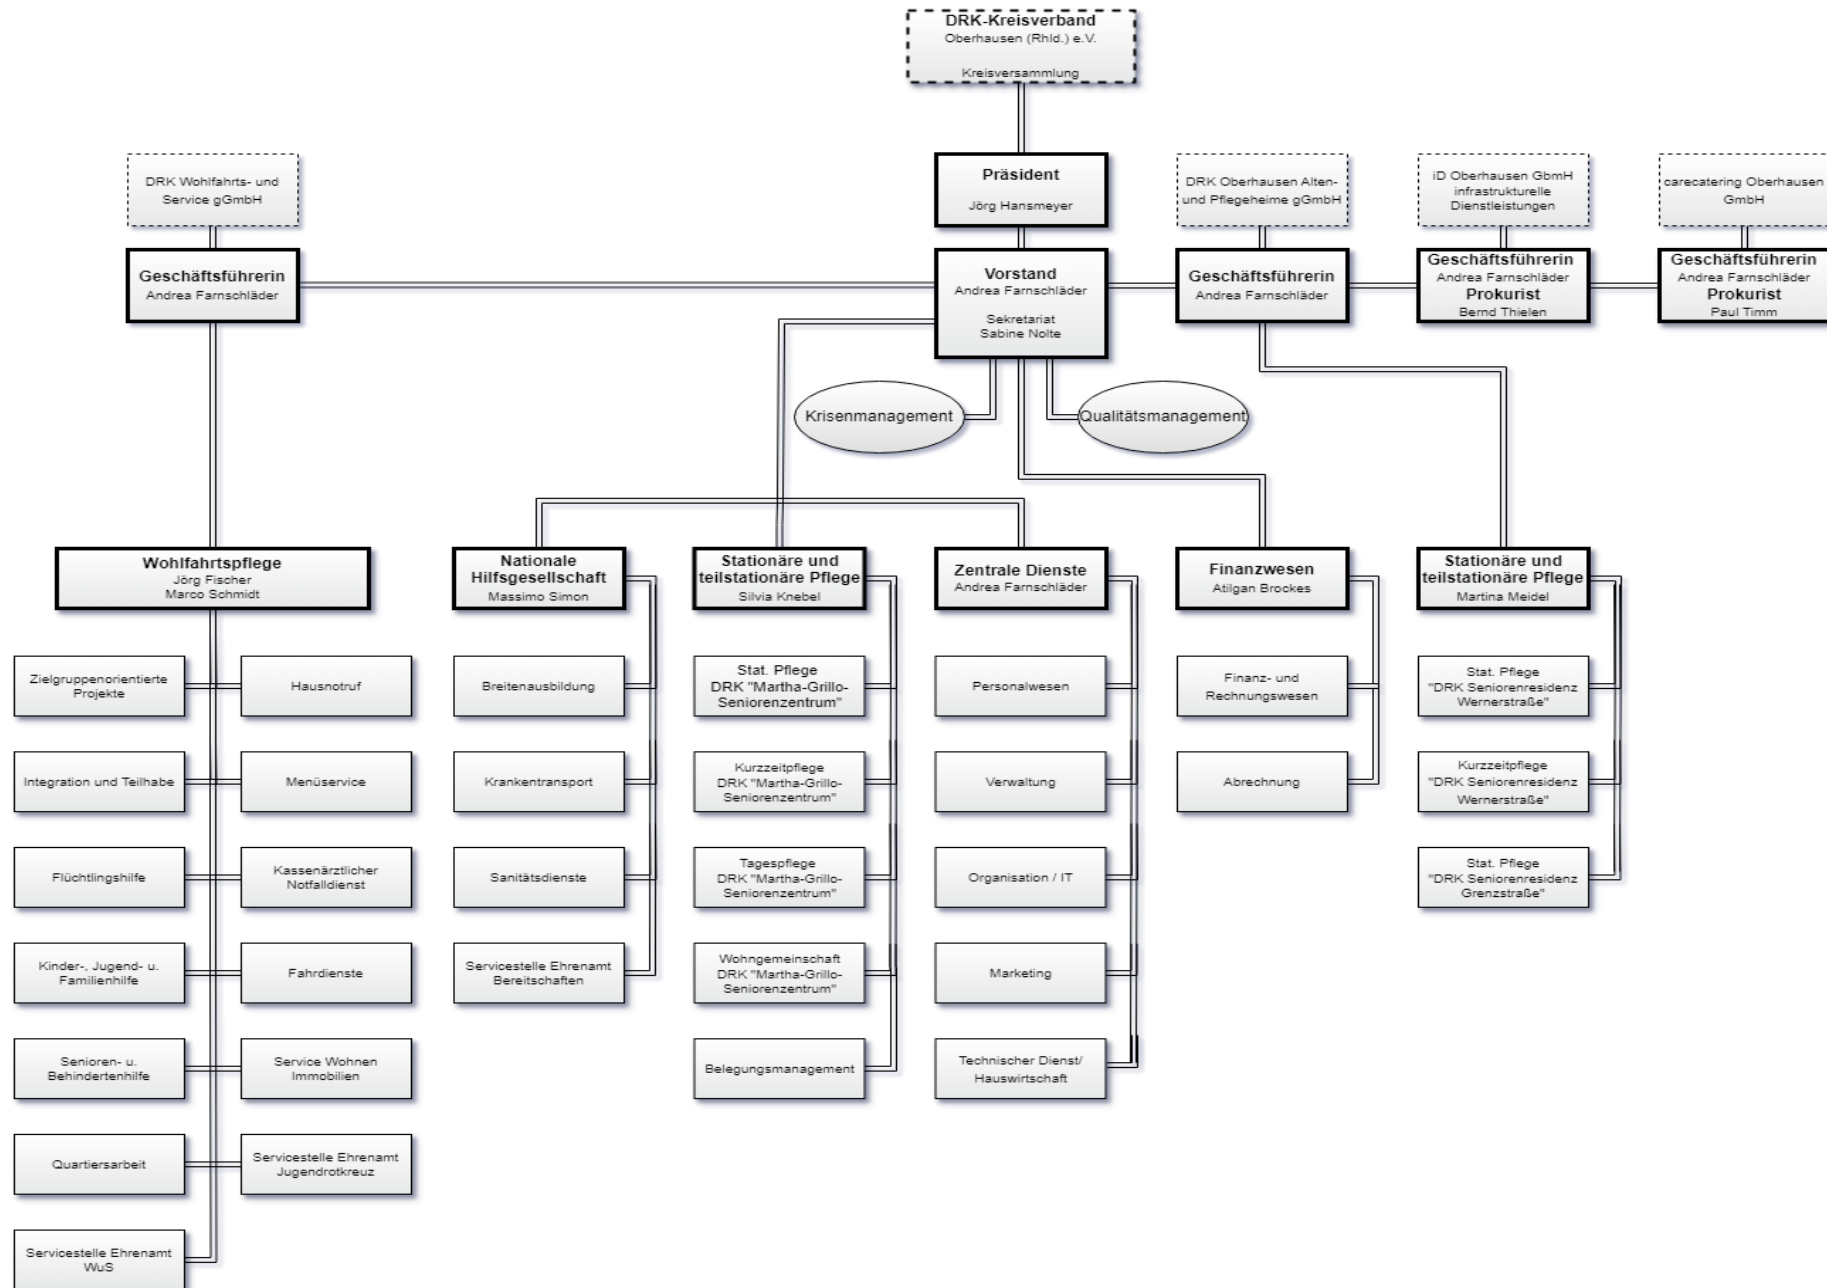 DRK-Kreisverband
Oberhausen (Rhld.) e.V.
Kreisversammlung
DRK Wohlfahrts- und
Service gGmbH
Präsident
Jörg Hansmeyer
DRK Oberhausen Alten-
und Pflegeheime gGmbH
iD Oberhausen GbmH
infrastrukturelle
Dienstleistungen
carecatering Oberhausen
GmbH
Geschäftsführerin
Andrea Farnschläder
Vorstand
Andrea Farnschläder
Sekretariat
Sabine Nolte
Geschäftsführerin
Andrea Farnschläder
Geschäftsführerin
Andrea Farnschläder
Prokurist
Bernd Thielen
Geschäftsführerin
Andrea Farnschläder
Prokurist
Paul Timm
Krisenmanagement
Qualitätsmanagement
Wohlfahrtspflege
Jörg Fischer
Marco Schmidt
Zielgruppenorientierte
Projekte
Hausnotruf
Integration und Teilhabe
Menüservice
Flüchtlingshilfe
Kassenärztlicher
Notfalldienst
Kinder-, Jugend- u.
Familienhilfe
Fahrdienste
Senioren- u.
Behindertenhilfe
Service Wohnen
Immobilien
Quartiersarbeit
Servicestelle Ehrenamt
Jugendrotkreuz
Servicestelle Ehrenamt
WuS
Nationale
Hilfsgesellschaft
Massimo Simon
Breitenausbildung
Krankentransport
Sanitätsdienste
Servicestelle Ehrenamt
Bereitschaften
Stationäre und
teilstationäre Pflege
Silvia Knebel
Stat. Pflege
DRK "Martha-Grillo-
Seniorenzentrum"
Kurzzeitpflege
DRK "Martha-Grillo-
Seniorenzentrum"
Tagespflege
DRK "Martha-Grillo-
Seniorenzentrum"
Wohngemeinschaft
DRK "Martha-Grillo-
Seniorenzentrum"
Belegungsmanagement
Zentrale Dienste
Andrea Farnschläder
Personalwesen
Verwaltung
Organisation / IT
Marketing
Technischer Dienst/
Hauswirtschaft
Finanzwesen
Atilgan Brockes
Finanz- und
Rechnungswesen
Abrechnung
Stationäre und
teilstationäre Pflege
Martina Meidel
Stat. Pflege
"DRK Seniorenresidenz
Wernerstraße"
Kurzzeitpflege
"DRK Seniorenresidenz
Wernerstraße"
Stat. Pflege
"DRK Seniorenresidenz
Grenzstraße"